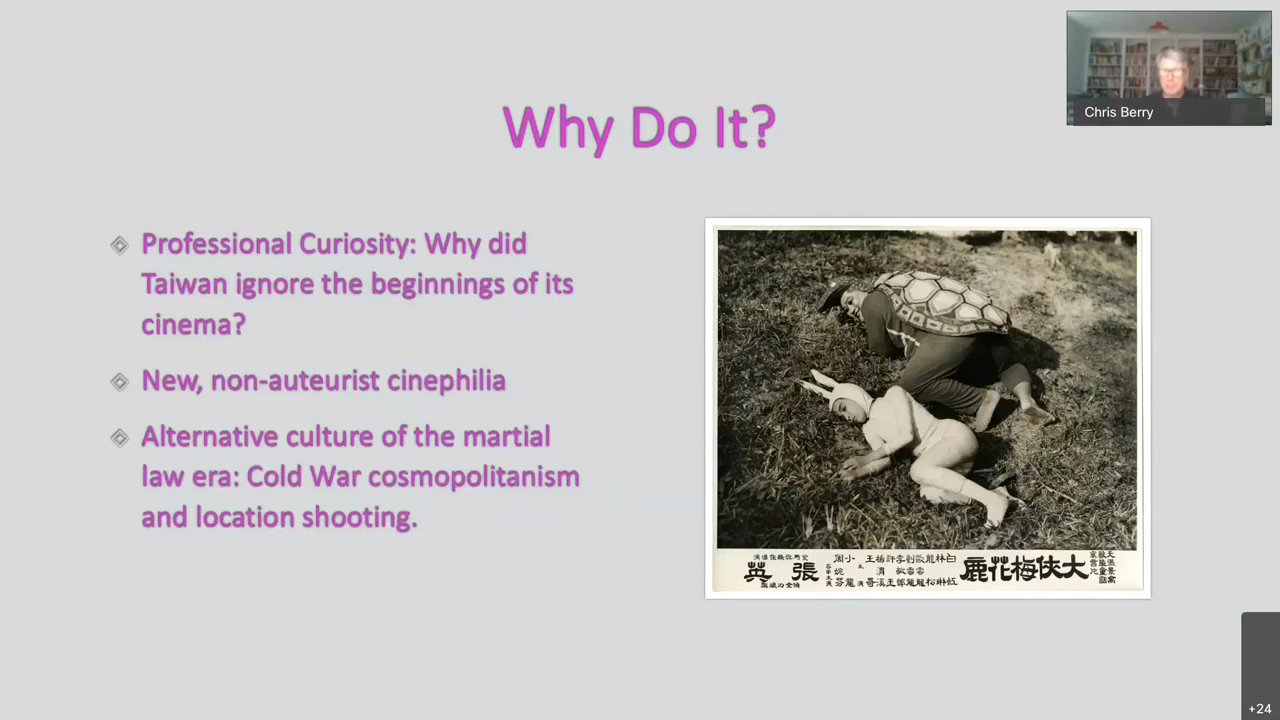 Chris Berry
Why Do It?
Professional Curiosity: Why did
Taiwan ignore the beginnings of its
cinema?
New, non-auteurist cinephilia
Alternative culture of the martial
law era: Cold War cosmopolitanism
and location shooting.
鹿花梅俠大
英 張
+24